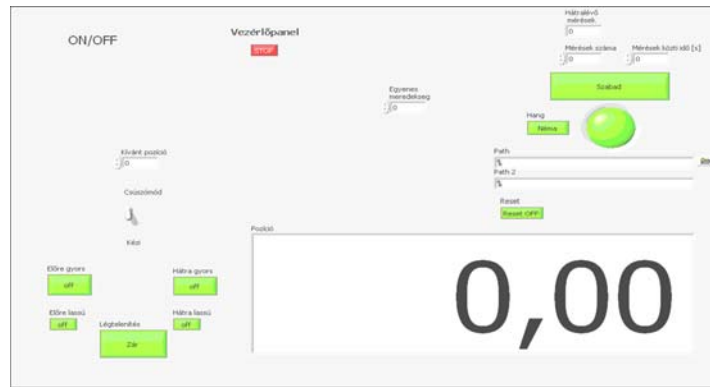 ON/OFF
Vezérlőpanel
STOP
Hátralévő
mérések
0
Mérések száma
0
Mérések közti idő [s]
0
Szabad
Egyenes
meredekseg
0
Hang
Néma
Kívánt pozíció
0
Path
Path 2
Csúszómód
Kézi
Reset
Reset OFF
Pozíció
0,00
Előre gyors
off
Hátra gyors
off
Előre lassú
off
Hátra lassú
off
Légtelenítés
Zár